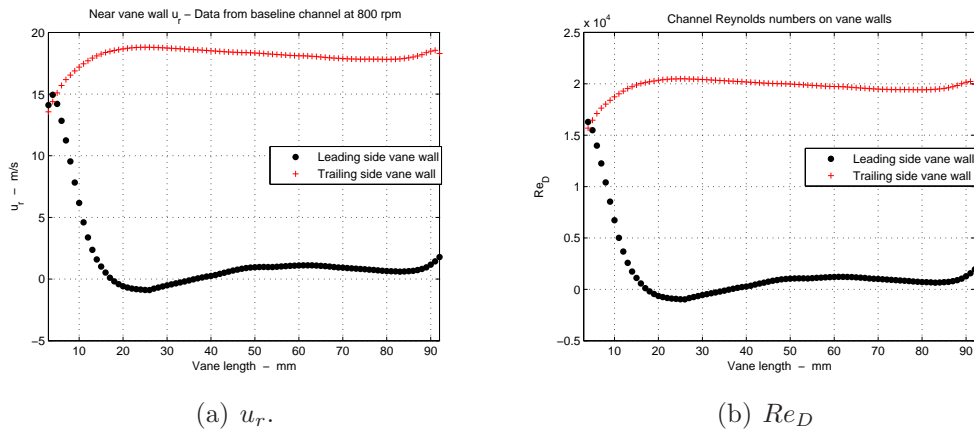 Near vane wall u_r – Data from baseline channel at 800 rpm
20
15
10
5
0
−5
u_r − m/s
10 20 30 40 50 60 70 80 90
Vane length − mm
Leading side vane wall
Trailing side vane wall
(a) u_r.
Channel Reynolds numbers on vane walls
x 10^4
2.5
2
1.5
1
0.5
0
−0.5
Re_D
10 20 30 40 50 60 70 80 90
Vane length − mm
Leading side vane wall
Trailing side vane wall
(b) Re_D